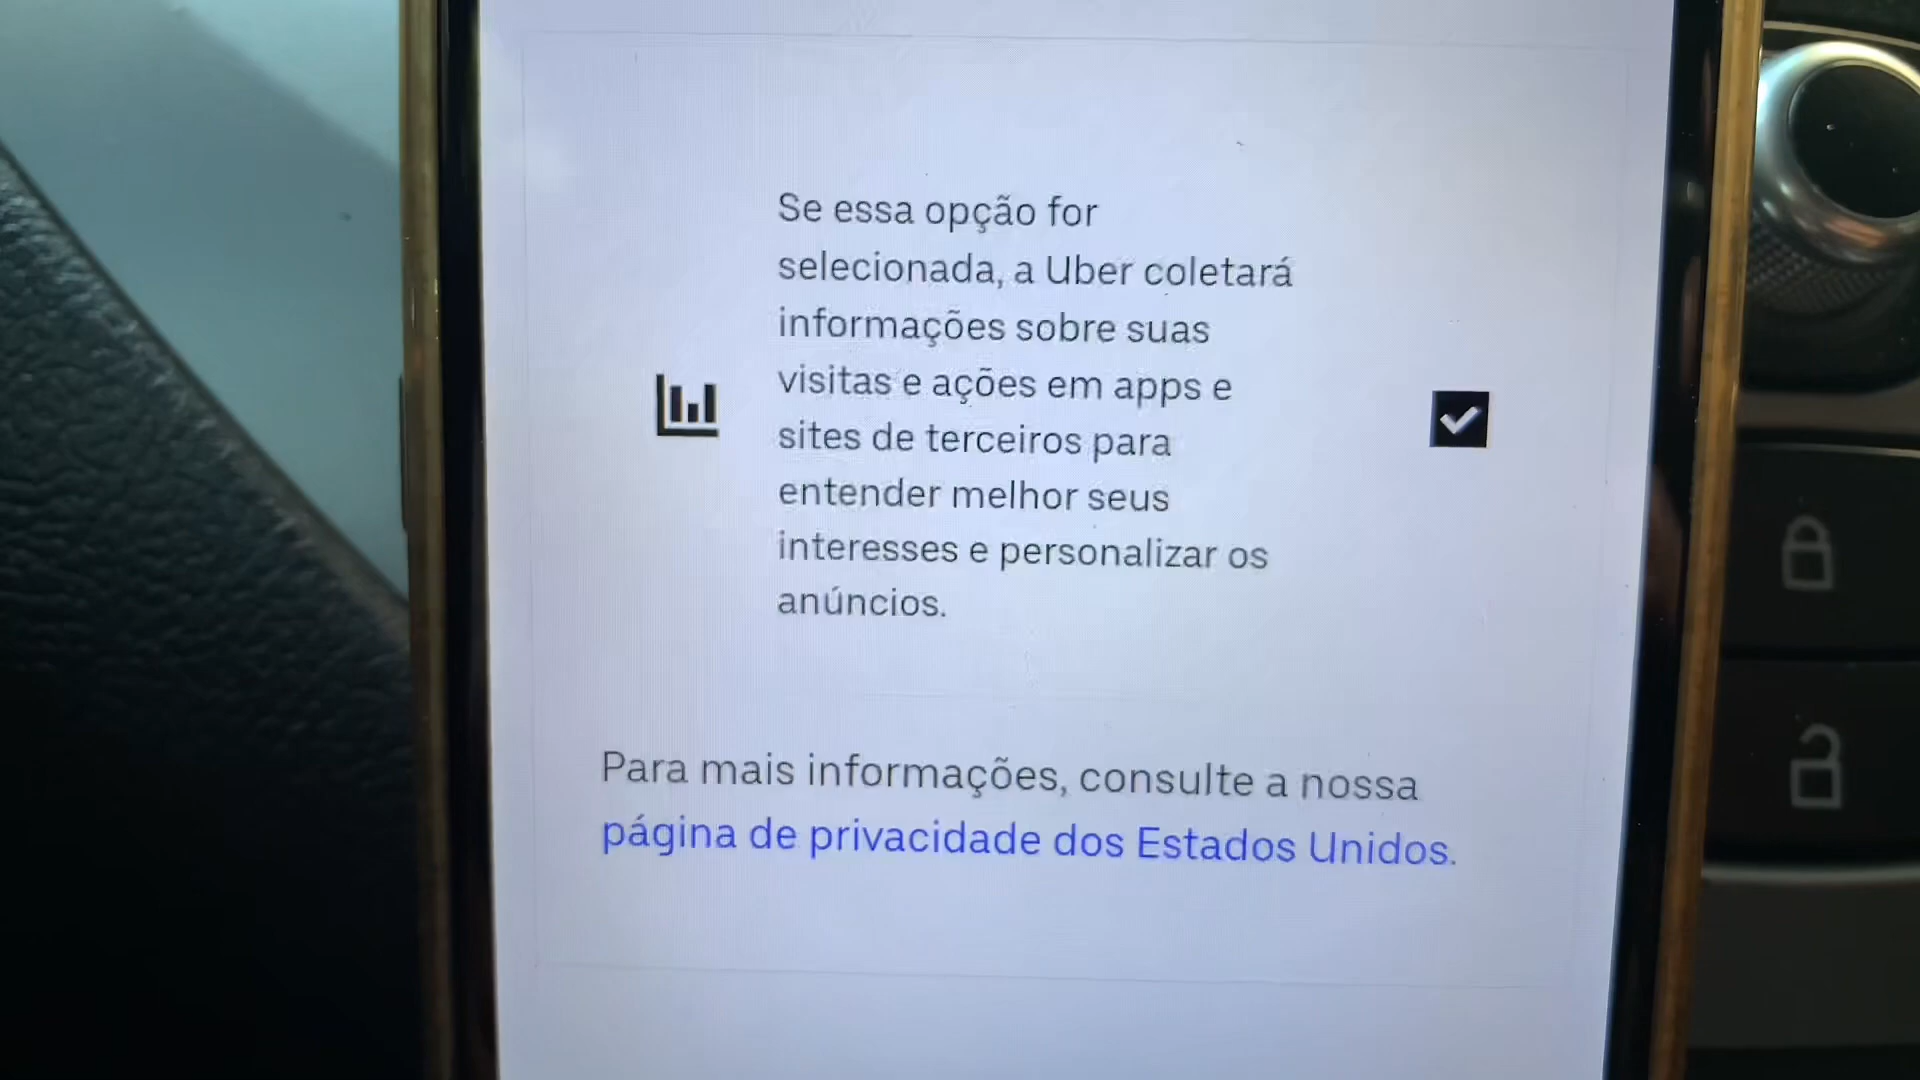 Se essa opção for
selecionada, a Uber coletará
informações sobre suas
visitas e ações em apps e
sites de terceiros para
entender melhor seus
interesses e personalizar os
anúncios.
Para mais informações, consulte a nossa
página de privacidade dos Estados Unidos.